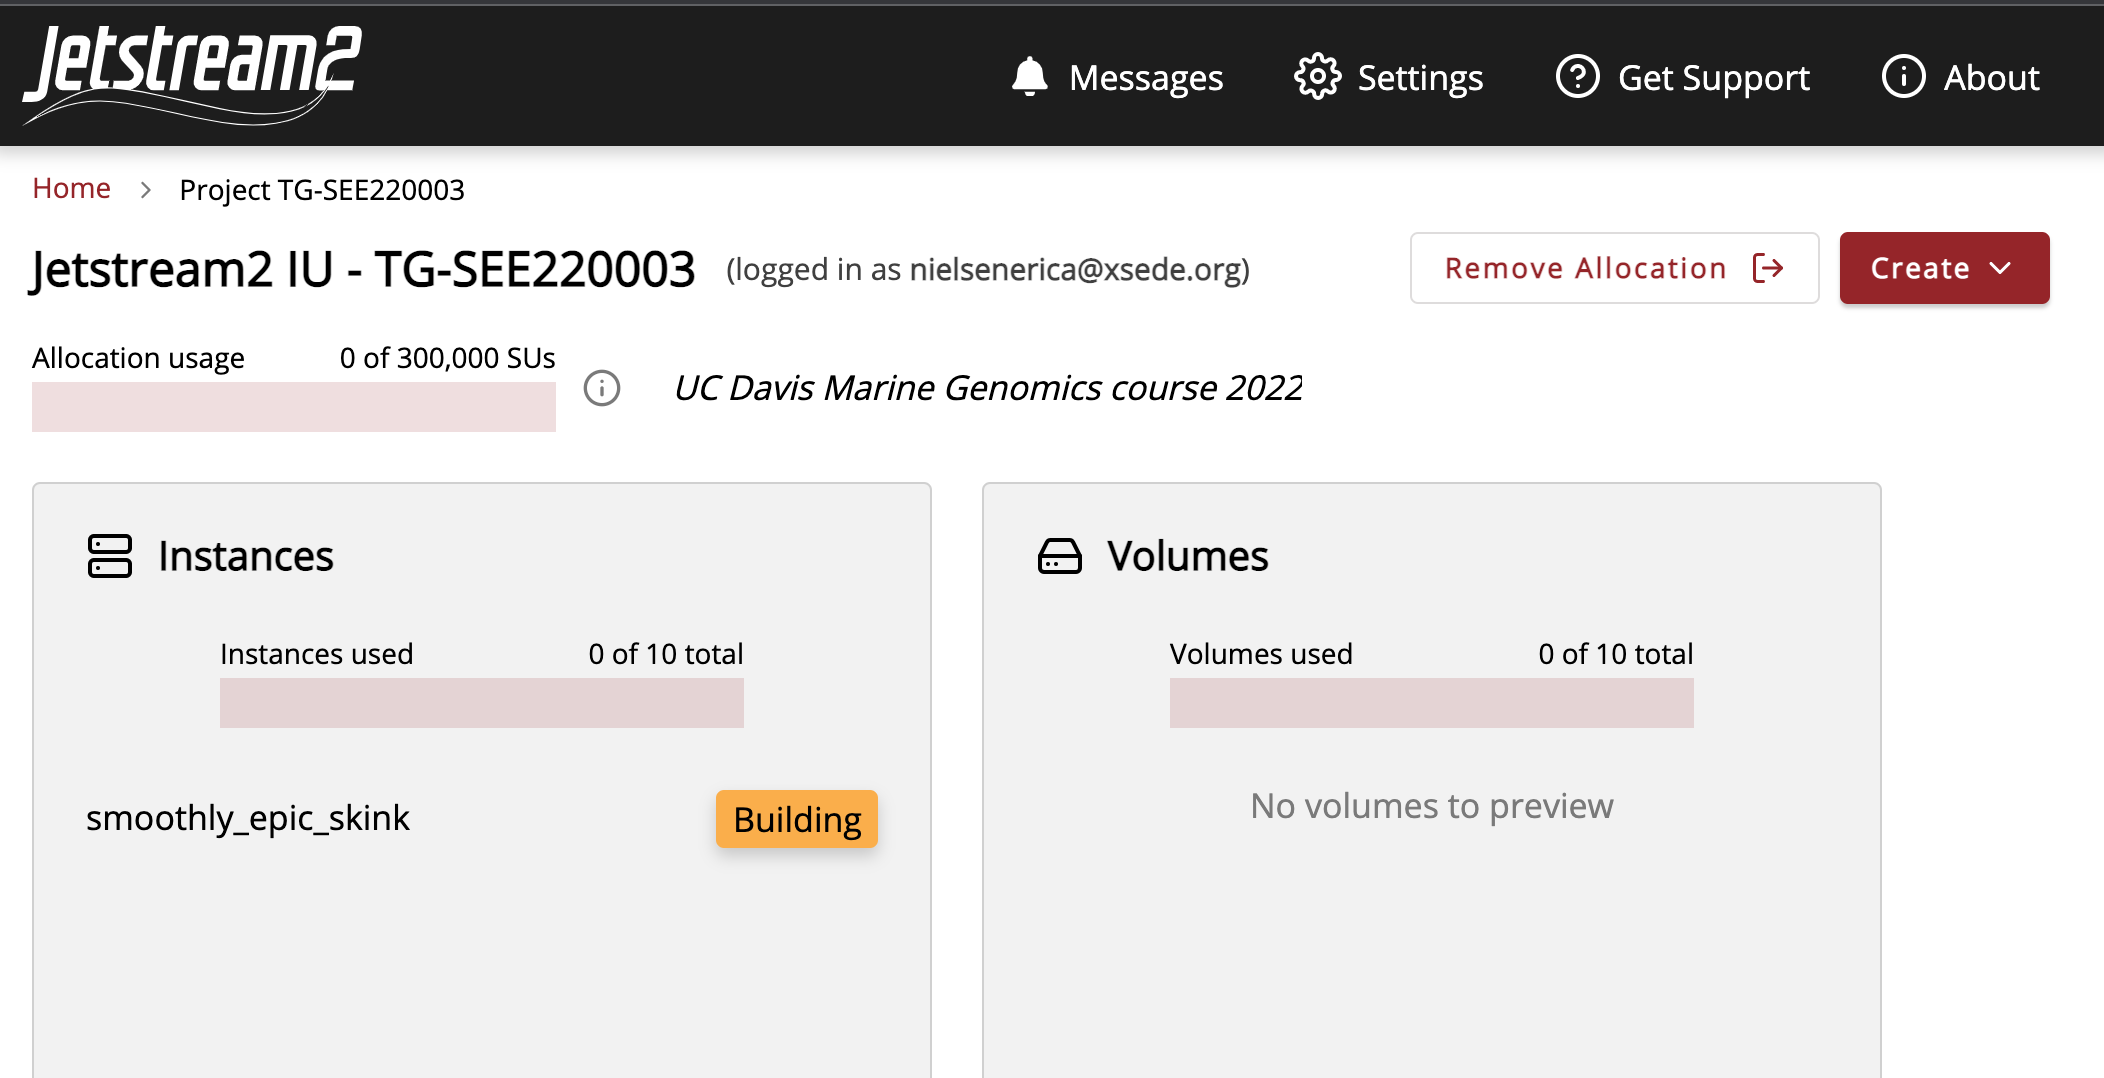 Jetstream2
Messages
Settings
Get Support
About
Home > Project TG-SEE220003
Jetstream2 IU - TG-SEE220003 (logged in as nielsenerica@xsede.org)
Remove Allocation
Create
Allocation usage 0 of 300,000 SUs
UC Davis Marine Genomics course 2022
Instances
Instances used 0 of 10 total
smoothly_epic_skink Building
Volumes
Volumes used 0 of 10 total
No volumes to preview